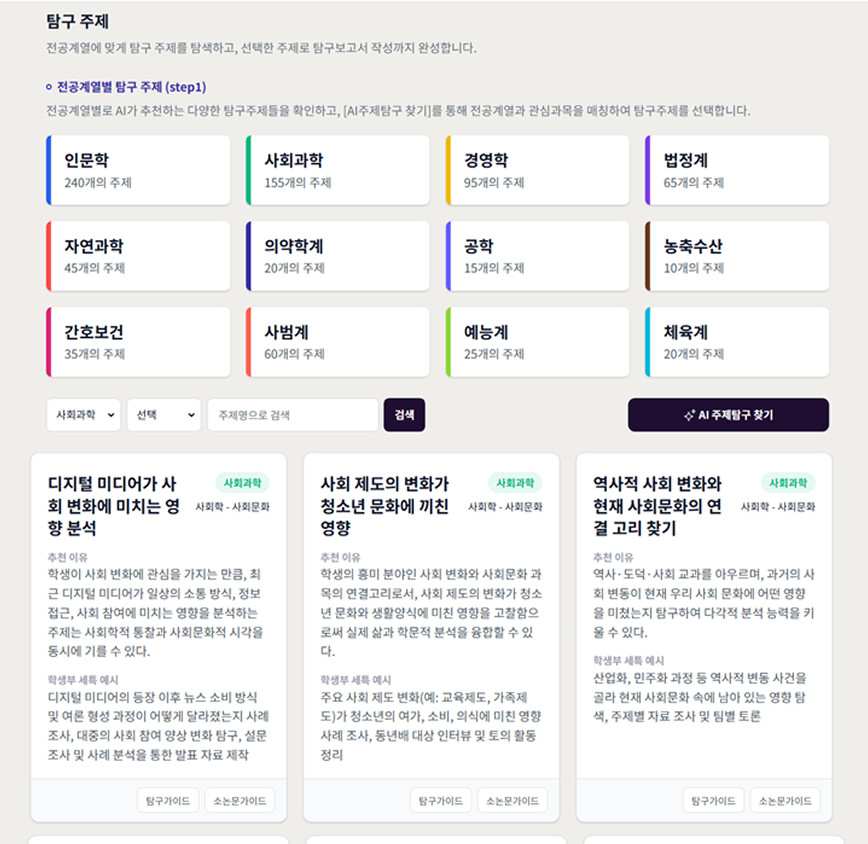 탐구 주제
전공계열에 맞게 탐구 주제를 탐색하고, 선택한 주제로 탐구보고서 작성까지 완성합니다.
전공계열별 탐구 주제 (step1)
전공계열별로 AI가 추천하는 다양한 탐구주제들을 확인하고, [AI주제탐구 찾기]를 통해 전공계열과 관심과목을 매칭하여 탐구주제를 선택합니다.
인문학
240개의 주제
사회과학
155개의 주제
경영학
95개의 주제
법정계
65개의 주제
자연과학
45개의 주제
의약학계
20개의 주제
공학
15개의 주제
농축수산
10개의 주제
간호보건
35개의 주제
사범계
60개의 주제
예능계
25개의 주제
체육계
20개의 주제
사회과학
선택
주제명으로 검색
검색
AI 주제탐구 찾기
디지털 미디어가 사
회 변화에 미치는 영
향 분석
사회과학
사회학 - 사회문화
추천 이유
학생이 사회 변화에 관심을 가지는 만큼, 최
근 디지털 미디어가 일상의 소통 방식, 정보
접근, 사회 참여에 미치는 영향을 분석하는
주제는 사회학적 통찰과 사회문화적 시각을
동시에 기를 수 있다.
학생부 세특 예시
디지털 미디어의 등장 이후 뉴스 소비 방식
및 여론 형성 과정이 어떻게 달라졌는지 사례
조사, 대중의 사회 참여 양상 변화 탐구, 설문
조사 및 사례 분석을 통한 발표 자료 제작
탐구가이드
소논문가이드
사회 제도의 변화가
청소년 문화에 끼친
영향
사회과학
사회학 - 사회문화
추천 이유
학생의 흥미 분야인 사회 변화와 사회문화 과
목의 연결고리로서, 사회 제도의 변화가 청소
년 문화와 생활양식에 미친 영향을 고찰함으
로써 실제 삶과 학문적 분석을 융합할 수 있
다.
학생부 세특 예시
주요 사회 제도 변화(예: 교육제도, 가족제
도)가 청소년의 여가, 소비, 의식에 미친 영향
사례 조사, 동년배 대상 인터뷰 및 토의 활동
정리
탐구가이드
소논문가이드
역사적 사회 변화와
현재 사회문화의 연
결 고리 찾기
사회과학
사회학 - 사회문화
추천 이유
역사·도덕·사회 교과를 아우르며, 과거의 사
회 변동이 현재 우리 사회 문화에 어떤 영향
을 미쳤는지 탐구하여 다각적 분석 능력을 키
울 수 있다.
학생부 세특 예시
산업화, 민주화 과정 등 역사적 변동 사건을
골라 현재 사회문화 속에 남아 있는 영향 탐
색, 주제별 자료 조사 및 팀별 토론
탐구가이드
소논문가이드